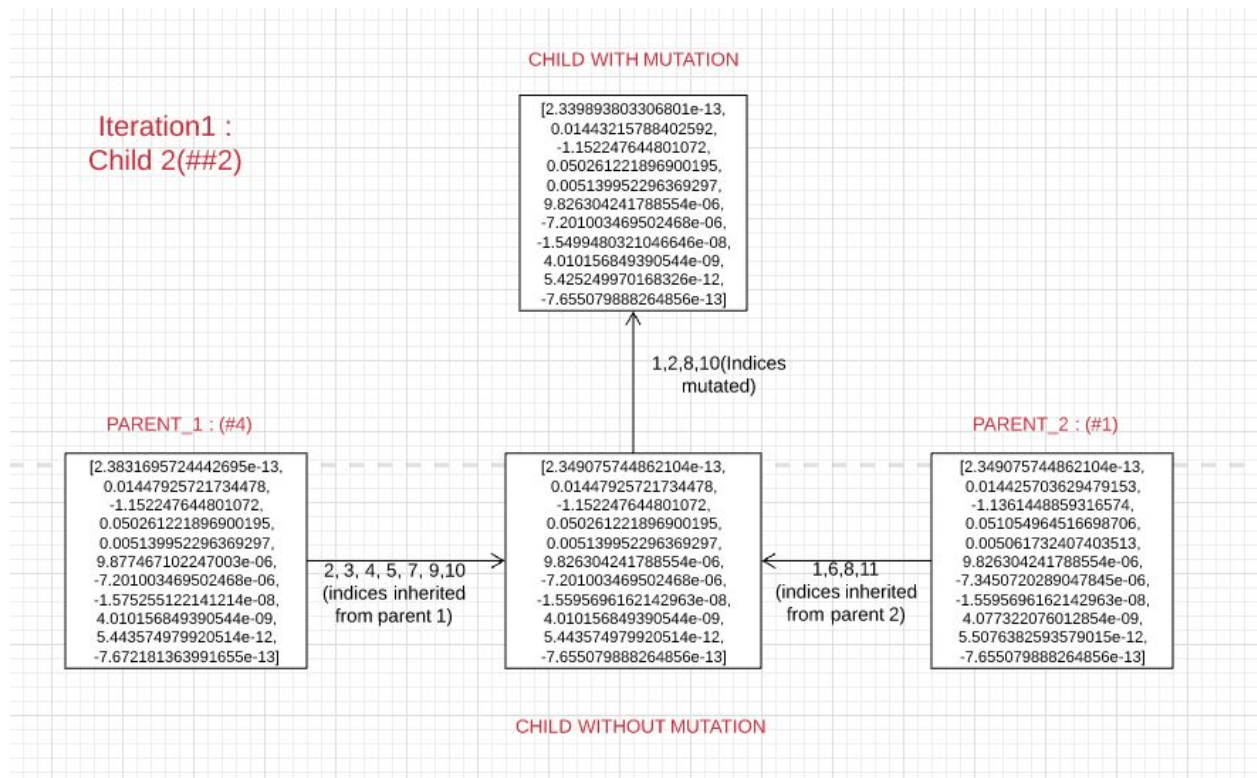 CHILD WITH MUTATION
Iteration1 :
Child 2(##2)
[2.339893803306801e-13,
0.01443215788402592,
-1.152247644801072,
0.050261221896900195,
0.005139952296369297,
9.826304241788554e-06,
-7.201003469502468e-06,
-1.5499480321046646e-08,
4.010156849390544e-09,
5.425249970168326e-12,
-7.655079888264856e-13]
1,2,8,10(Indices
mutated)
PARENT_1 : (#4)
[2.3831695724442695e-13,
0.01447925721734478,
-1.152247644801072,
0.050261221896900195,
0.005139952296369297,
9.877467102247003e-06,
-7.201003469502468e-06,
-1.575255122141214e-08,
4.010156849390544e-09,
5.443574979920514e-12,
-7.672181363991655e-13]
2, 3, 4, 5, 7, 9,10
(indices inherited
from parent 1)
[2.349075744862104e-13,
0.01447925721734478,
-1.152247644801072,
0.050261221896900195,
0.005139952296369297,
9.826304241788554e-06,
-7.201003469502468e-06,
-1.5595696162142963e-08,
4.010156849390544e-09,
5.443574979920514e-12,
-7.655079888264856e-13]
CHILD WITHOUT MUTATION
1,6,8,11
(indices inherited
from parent 2)
PARENT_2 : (#1)
[2.349075744862104e-13,
0.014425703629479153,
-1.1361448859316574,
0.051054964516698706,
0.005061732407403513,
9.826304241788554e-06,
-7.3450720289047845e-06,
-1.5595696162142963e-08,
4.077322076012854e-09,
5.5076382593579015e-12,
-7.655079888264856e-13]